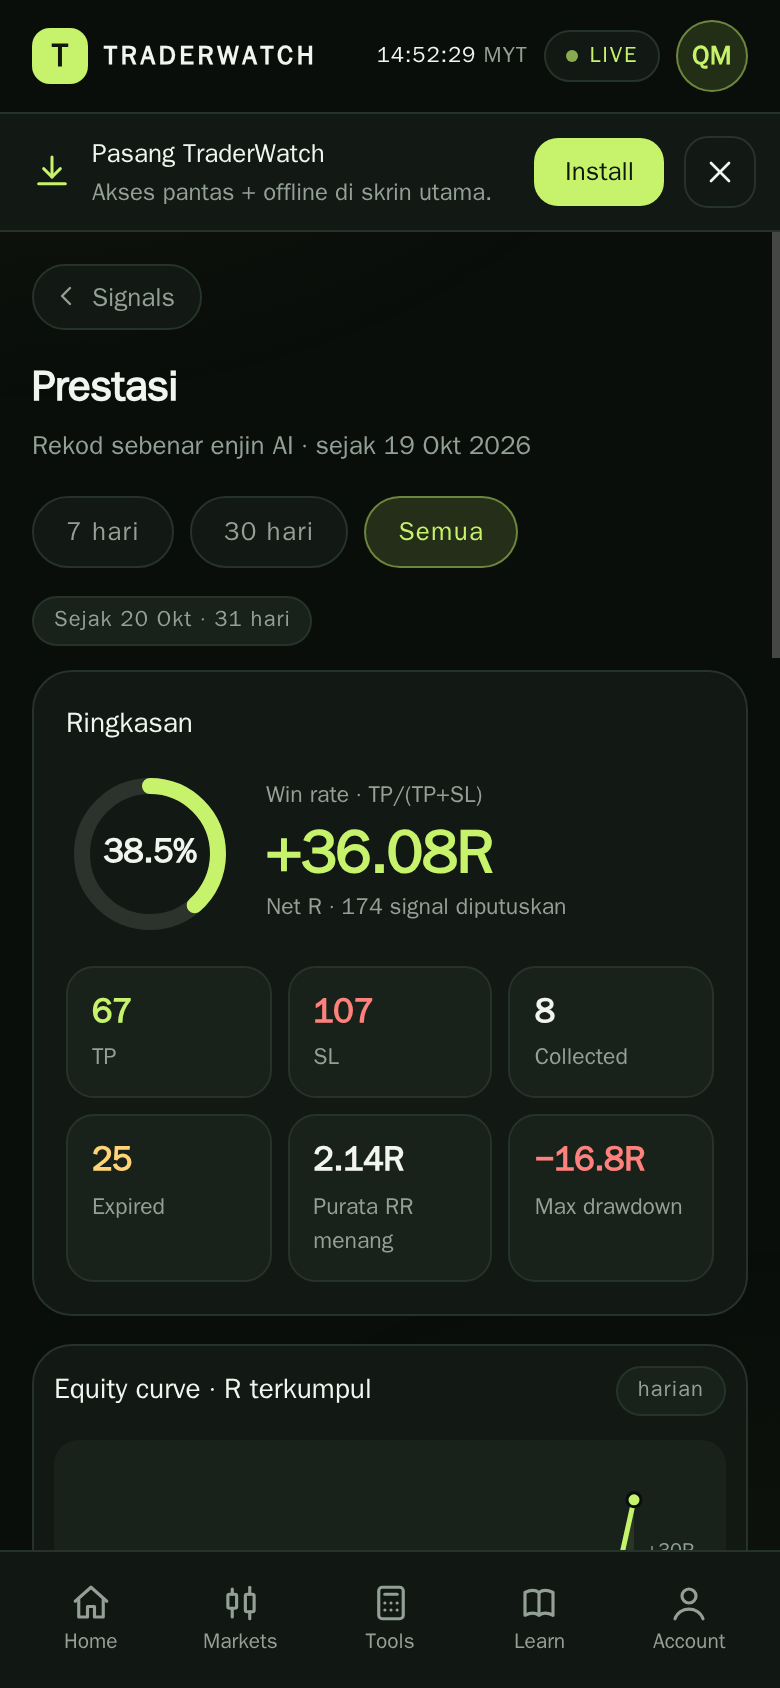 T TRADERWATCH 14:52:29 MYT LIVE QM
Pasang TraderWatch
Akses pantas + offline di skrin utama.
Install
Signals
Prestasi
Rekod sebenar enjin AI · sejak 19 Okt 2026
7 hari 30 hari Semua
Sejak 20 Okt · 31 hari
Ringkasan
38.5%
Win rate · TP/(TP+SL)
+36.08R
Net R · 174 signal diputuskan
67
TP
107
SL
8
Collected
25
Expired
2.14R
Purata RR
menang
−16.8R
Max drawdown
Equity curve · R terkumpul
harian
+30R
Home Markets Tools Learn Account